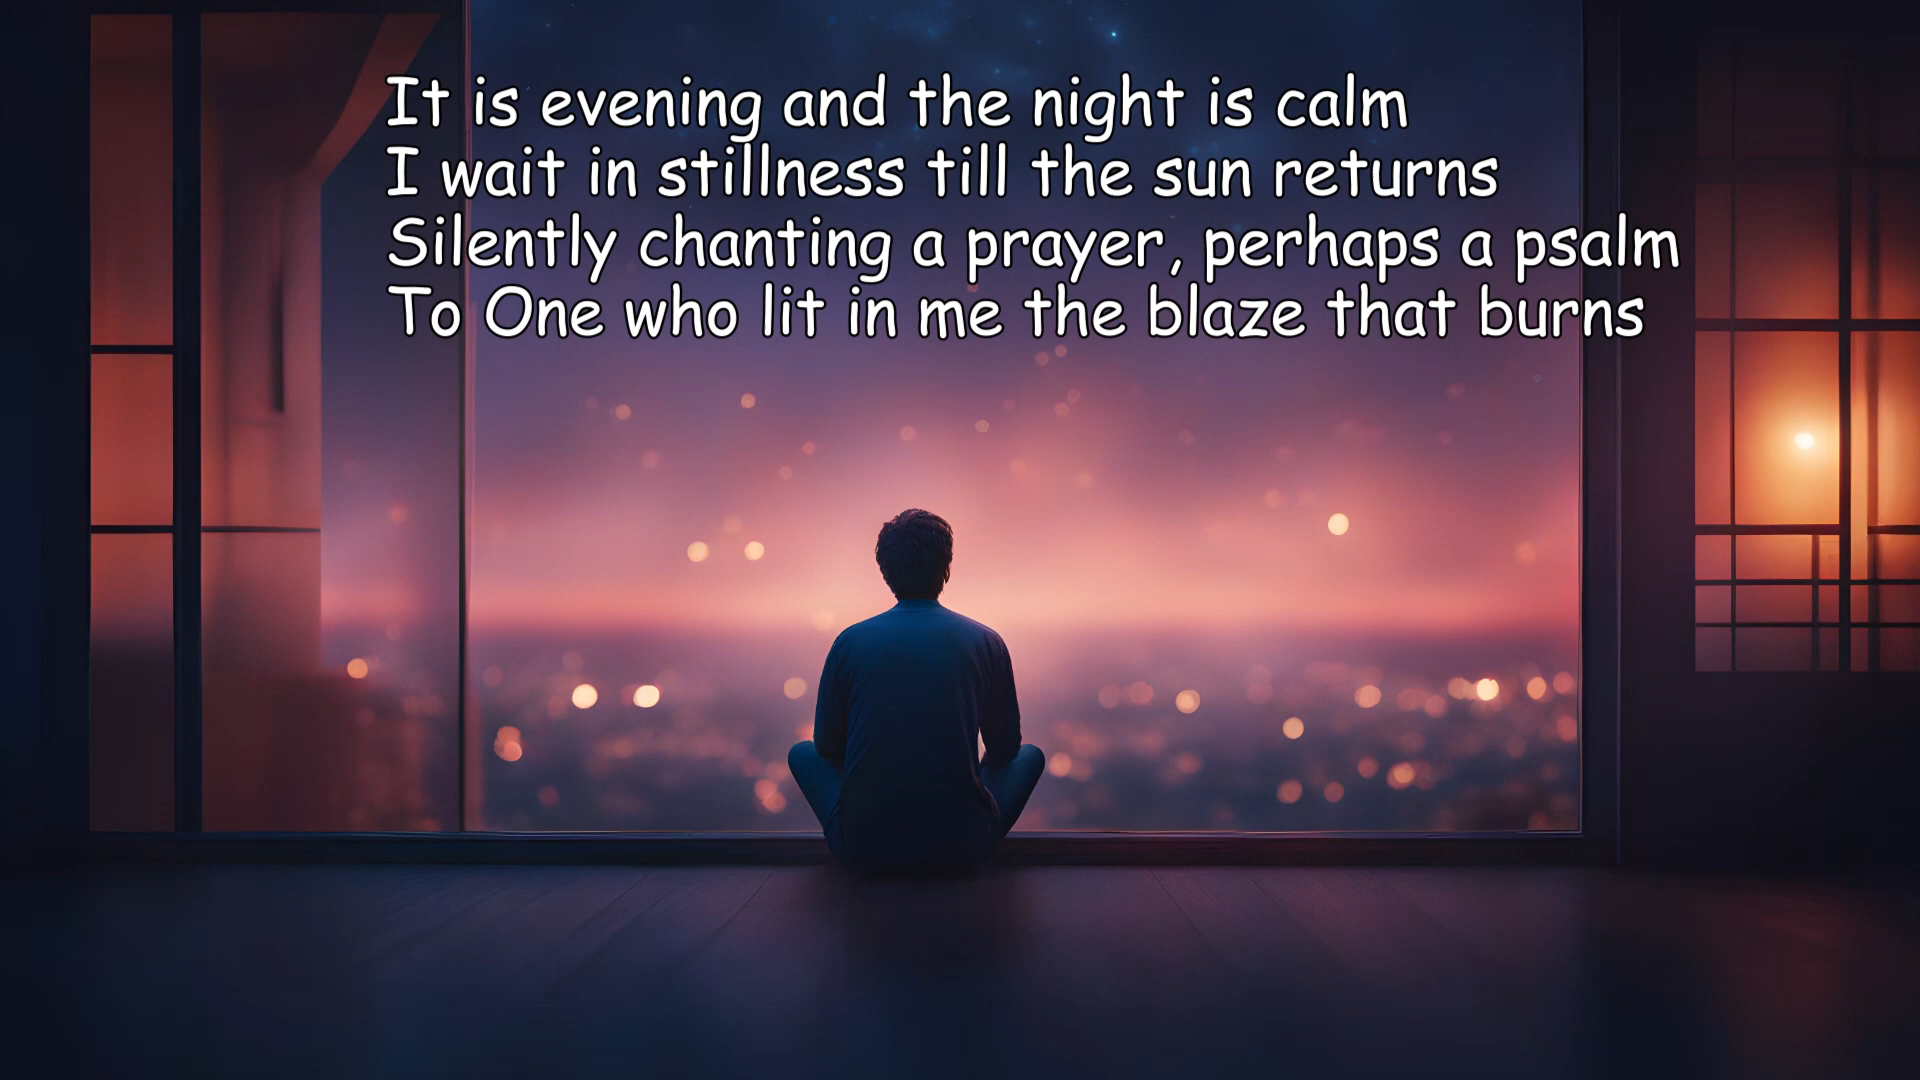 It is evening and the night is calm
I wait in stillness till the sun returns
Silently chanting a prayer, perhaps a psalm
To One who lit in me the blaze that burns